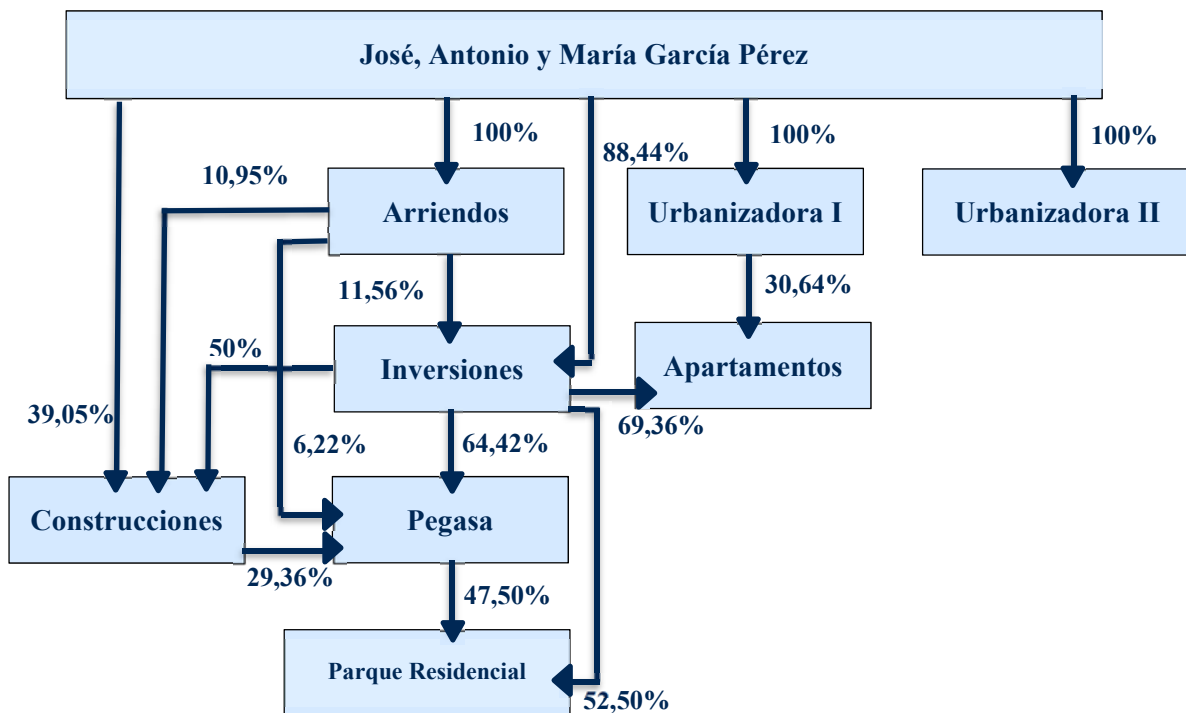 José, Antonio y María García Pérez
100%
100%
100%
88,44%
10,95%
Arriendos
Urbanizadora I
Urbanizadora II
11,56%
30,64%
50%
Inversiones
Apartamentos
39,05%
69,36%
6,22%
64,42%
Construcciones
Pegasa
29,36%
47,50%
Parque Residencial
52,50%